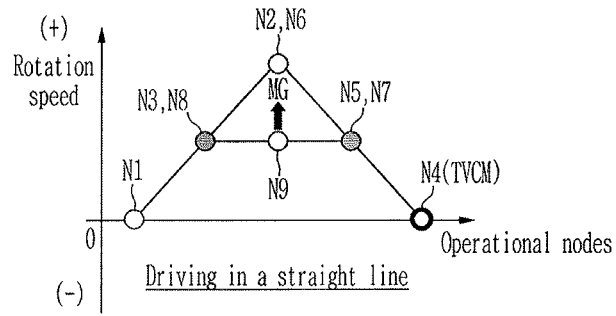 (+)
Rotation
speed
N2,N6
MG
N3,N8
N5,N7
N9
N1
N4(TVCM)
0
Operational nodes
Driving in a straight line
(-)